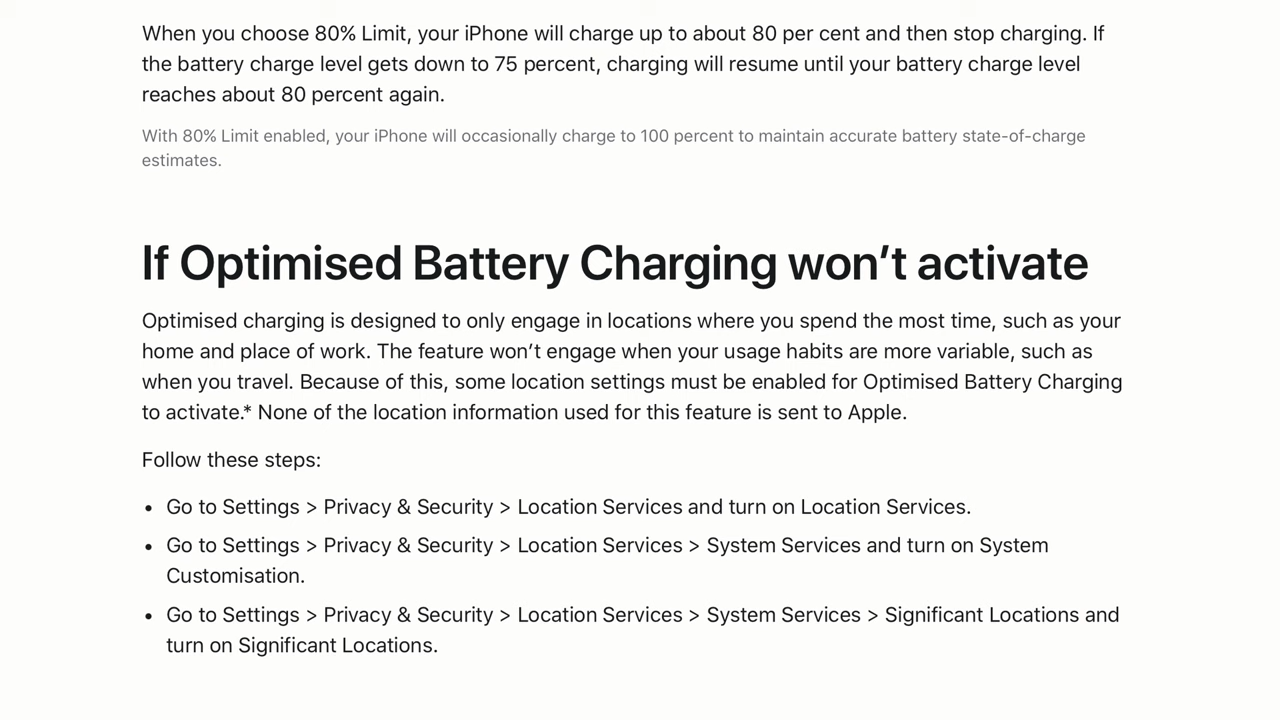 When you choose 80% Limit, your iPhone will charge up to about 80 per cent and then stop charging. If
the battery charge level gets down to 75 percent, charging will resume until your battery charge level
reaches about 80 percent again.
With 80% Limit enabled, your iPhone will occasionally charge to 100 percent to maintain accurate battery state-of-charge
estimates.
If Optimised Battery Charging won’t activate
Optimised charging is designed to only engage in locations where you spend the most time, such as your
home and place of work. The feature won’t engage when your usage habits are more variable, such as
when you travel. Because of this, some location settings must be enabled for Optimised Battery Charging
to activate.* None of the location information used for this feature is sent to Apple.
Follow these steps:
• Go to Settings > Privacy & Security > Location Services and turn on Location Services.
• Go to Settings > Privacy & Security > Location Services > System Services and turn on System
Customisation.
• Go to Settings > Privacy & Security > Location Services > System Services > Significant Locations and
turn on Significant Locations.